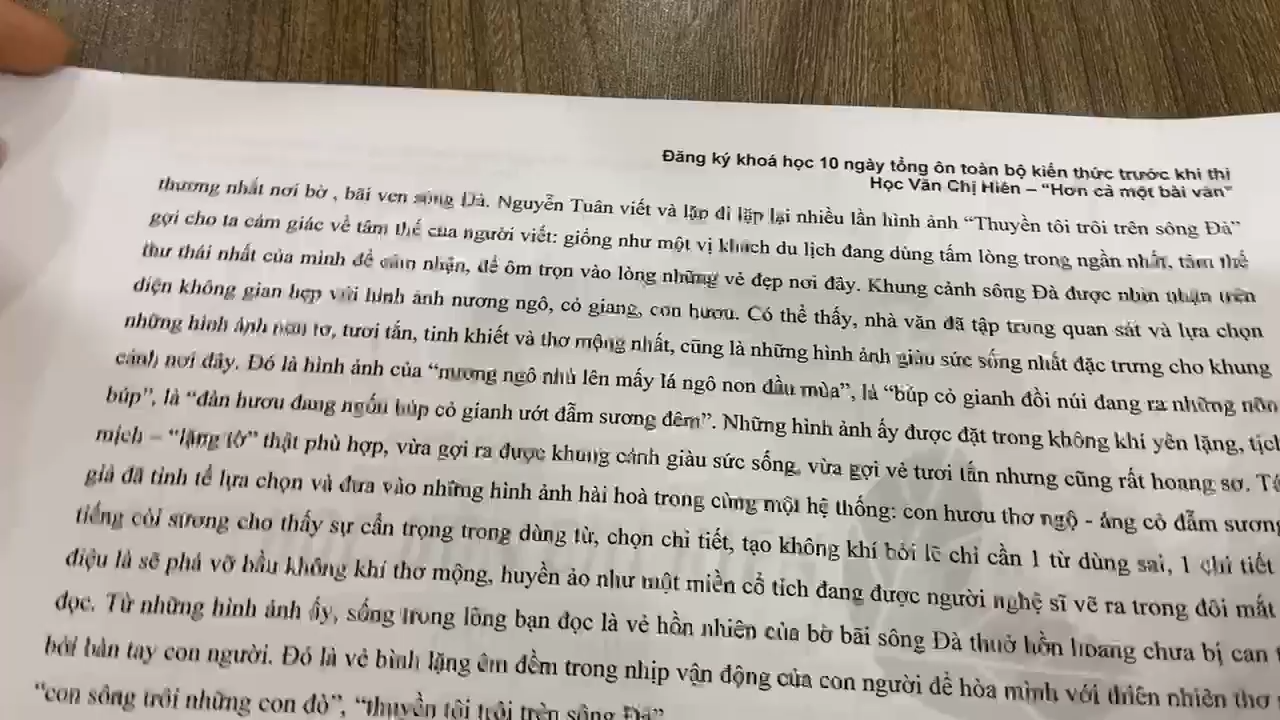 Đăng ký khoá học 10 ngày tổng ôn toàn bộ kiến thức trước khi thi
Học Văn Chị Hiên – “Hơn cả một bài văn”
thương nhất nơi bờ , bãi ven sông Đà. Nguyễn Tuân viết và lặp đi lặp lại nhiều lần hình ảnh “Thuyền tôi trôi trên sông Đà”
gợi cho ta cảm giác về tâm thế của người viết: giống như một vị khách du lịch đang dùng tấm lòng trong ngần nhất, tâm thế
thư thái nhất của mình để cảm nhận, để ôm trọn vào lòng những vẻ đẹp nơi đây. Khung cảnh sông Đà được nhìn nhận trên
diện không gian hẹp với hình ảnh nương ngô, cỏ giang, con hươu. Có thể thấy, nhà văn đã tập trung quan sát và lựa chọn
những hình ảnh non tơ, tươi tắn, tinh khiết và thơ mộng nhất, cũng là những hình ảnh giàu sức sống nhất đặc trưng cho khung
cảnh nơi đây. Đó là hình ảnh của “nương ngô nhú lên mấy lá ngô non đầu mùa”, là “búp cỏ gianh đồi núi đang ra những nõn
búp”, là “đàn hươu đang ngốn búp cỏ gianh ướt đẫm sương đêm”. Những hình ảnh ấy được đặt trong không khí yên lặng, tịch
mịch – “lặng tờ” thật phù hợp, vừa gợi ra được khung cảnh giàu sức sống, vừa gợi vẻ tươi tắn nhưng cũng rất hoang sơ. Tá
giả đã tinh tế lựa chọn và đưa vào những hình ảnh hài hoà trong cùng một hệ thống: con hươu thơ ngộ - áng cỏ đẫm sương
tiếng còi sương cho thấy sự cẩn trọng trong dùng từ, chọn chi tiết, tạo không khí bởi lẽ chỉ cần 1 từ dùng sai, 1 chi tiết
điệu là sẽ phá vỡ bầu không khí thơ mộng, huyền ảo như một miền cổ tích đang được người nghệ sĩ vẽ ra trong đôi mắt
đọc. Từ những hình ảnh ấy, sống trong lòng bạn đọc là vẻ hồn nhiên của bờ bãi sông Đà thuở hồng hoang chưa bị can
bởi bàn tay con người. Đó là vẻ bình lặng êm đềm trong nhịp vận động của con người để hòa mình với thiên nhiên thơ
“con sông trôi những con đò”, “thuyền tôi trôi trên sông Đà”